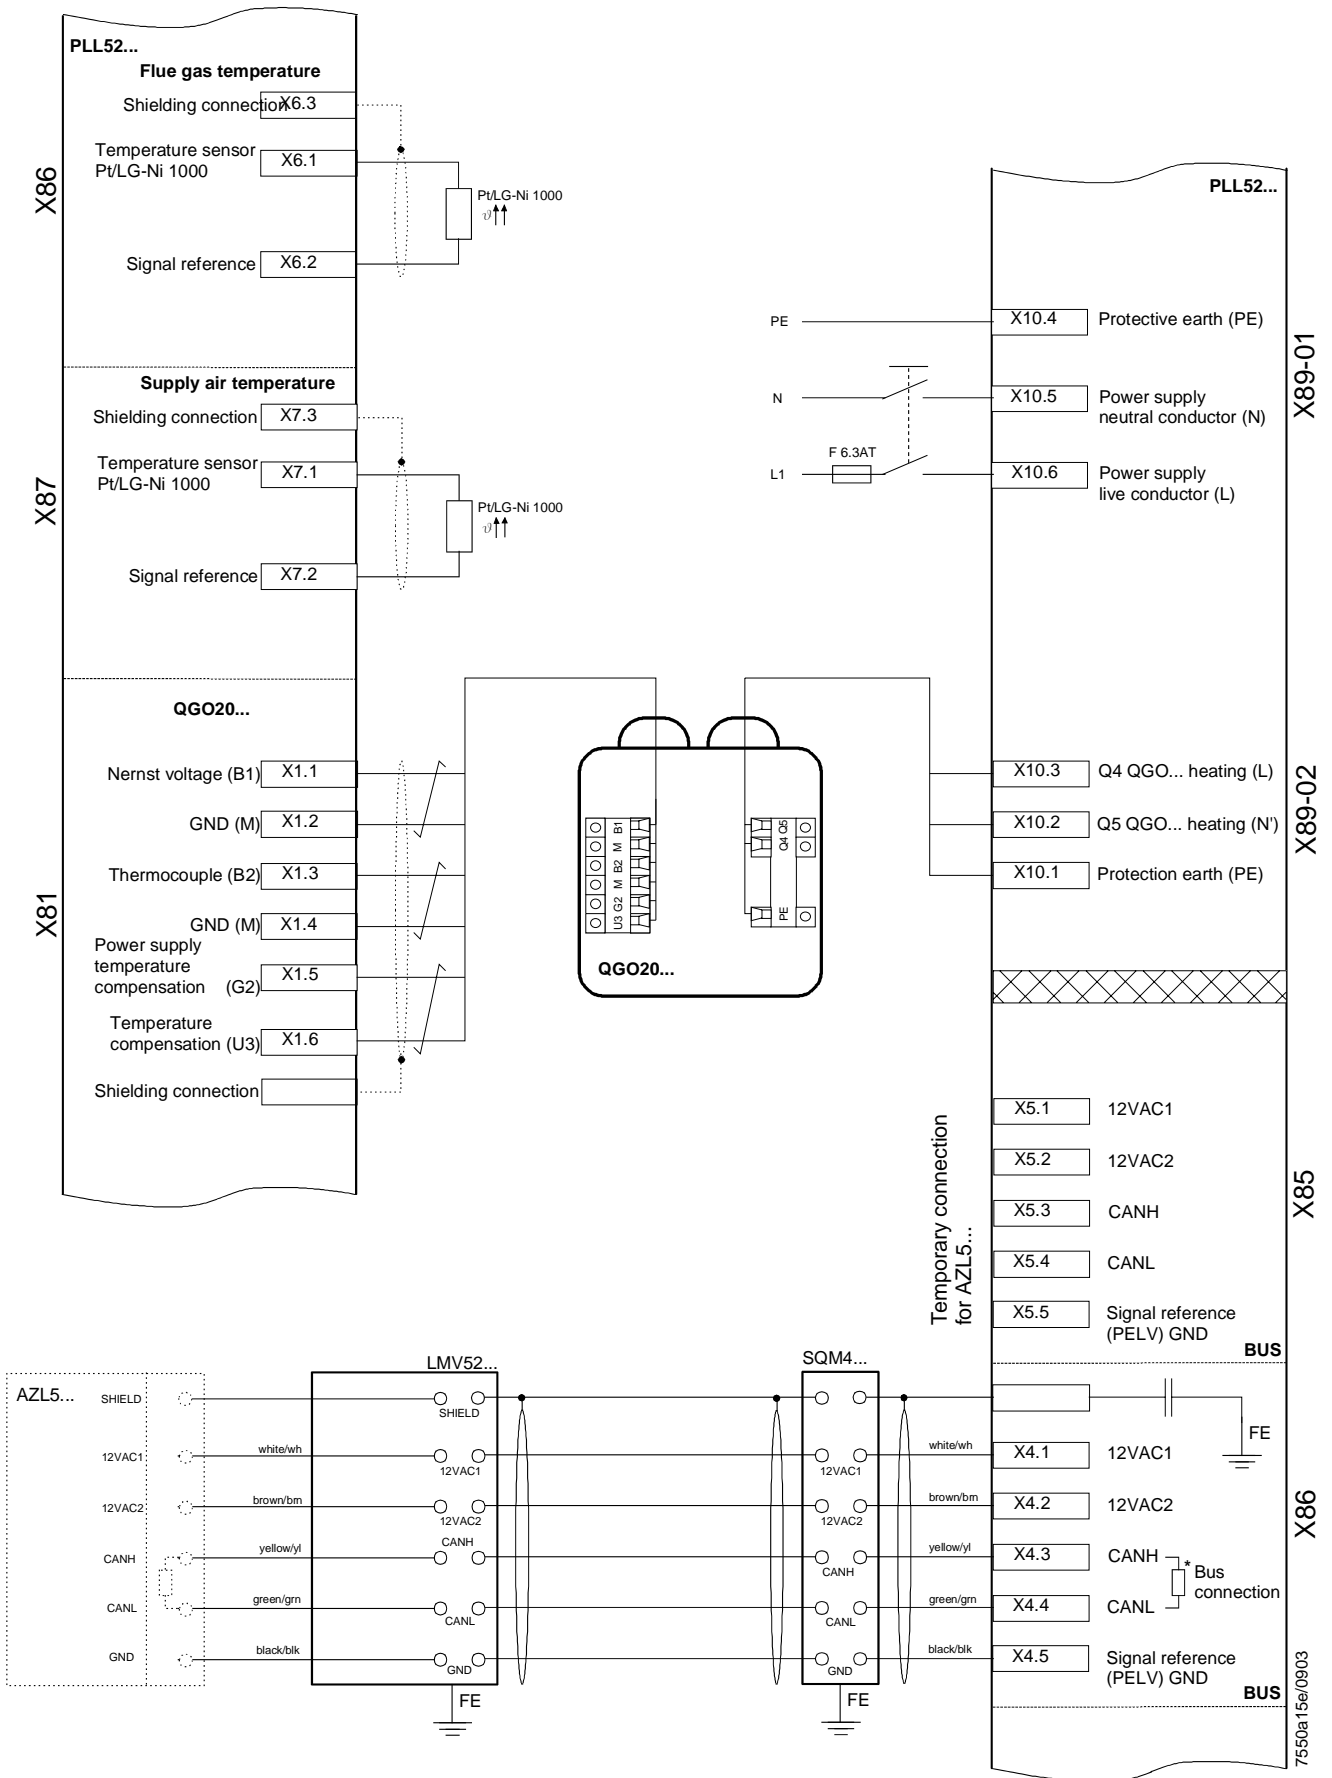 PLL52...
Flue gas temperature
Shielding connection
X6.3
Temperature sensor
Pt/LG-Ni 1000
X6.1
Pt/LG-Ni 1000
ϑ
Signal reference
X6.2
X86
Supply air temperature
Shielding connection
X7.3
Temperature sensor
Pt/LG-Ni 1000
X7.1
Pt/LG-Ni 1000
ϑ
Signal reference
X7.2
X87
QGO20...
Nernst voltage (B1)
X1.1
GND (M)
X1.2
Thermocouple (B2)
X1.3
GND (M)
X1.4
Power supply
temperature
compensation (G2)
X1.5
Temperature
compensation (U3)
X1.6
Shielding connection
X81
B1
M
B2
M
G2
U3
Q5
Q4
PE
QGO20...
PLL52...
PE
X10.4
Protective earth (PE)
N
X10.5
Power supply
neutral conductor (N)
F 6.3AT
L1
X10.6
Power supply
live conductor (L)
X89-01
X10.3
Q4 QGO... heating (L)
X10.2
Q5 QGO... heating (N')
X10.1
Protection earth (PE)
X89-02
Temporary connection
for AZL5...
X5.1
12VAC1
X5.2
12VAC2
X5.3
CANH
X5.4
CANL
X5.5
Signal reference
(PELV) GND
BUS
X85
AZL5...
SHIELD
12VAC1
12VAC2
CANH
CANL
GND
white/wh
brown/brn
yellow/yl
green/grn
black/blk
LMV52...
SHIELD
12VAC1
12VAC2
CANH
CANL
GND
FE
SQM4...
12VAC1
12VAC2
CANH
CANL
GND
FE
white/wh
brown/brn
yellow/yl
green/grn
black/blk
FE
X4.1
12VAC1
X4.2
12VAC2
X4.3
CANH
* Bus
connection
X4.4
CANL
X4.5
Signal reference
(PELV) GND
BUS
X86
7550a15e/0903